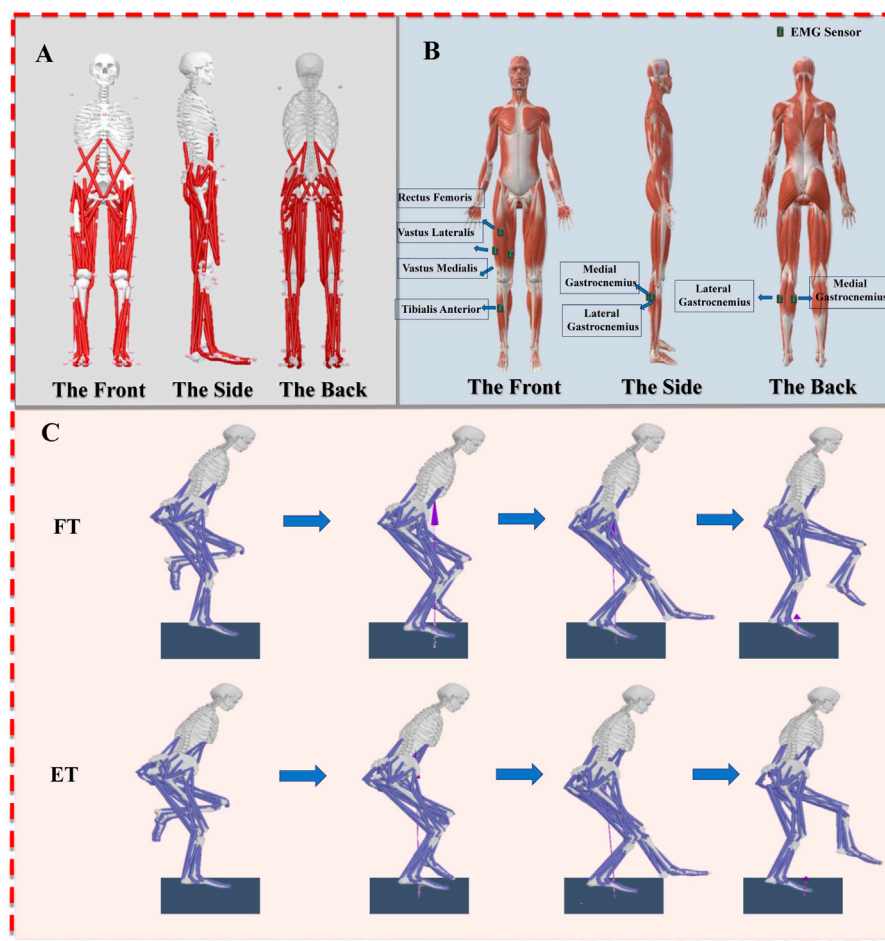 A
The Front
The Side
The Back
B
EMG Sensor
Rectus Femoris
Vastus Lateralis
Vastus Medialis
Tibialis Anterior
Medial
Gastrocnemius
Lateral
Gastrocnemius
Lateral
Gastrocnemius
Medial
Gastrocnemius
The Front
The Side
The Back
C
FT
ET